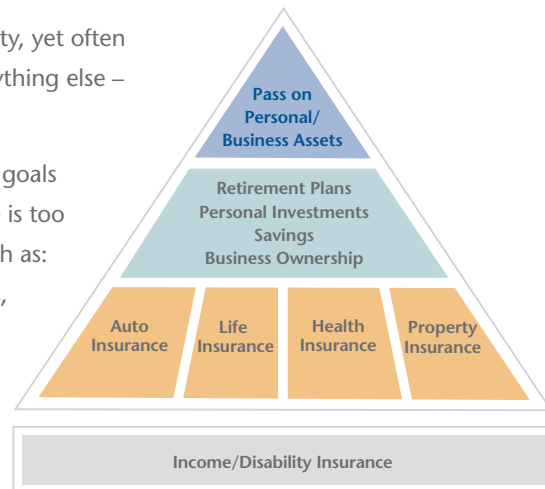 ty, yet often
ything else –
goals
is too
h as:
,
Pass on
Personal/
Business Assets
Retirement Plans
Personal Investments
Savings
Business Ownership
Auto
Insurance
Life
Insurance
Health
Insurance
Property
Insurance
Income/Disability Insurance